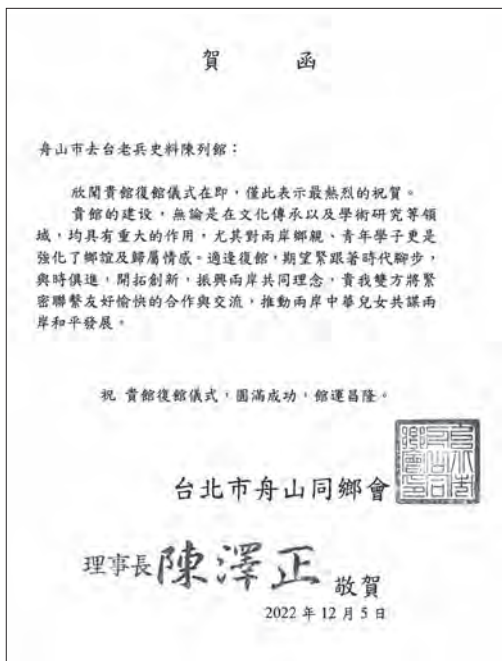 賀 函
舟山市去台老兵史料陳列館：
欣聞貴館復館儀式在即，僅此表示最熱烈的祝賀。
貴館的建设，無論是在文化傳承以及學術研究等領
域，均具有重大的作用，尤其對兩岸鄉親、青年學子更是
強化了鄉誼及歸屬情感。適逢復館，期望緊跟著時代腳步，
與時俱進，開拓創新，振興兩岸共同理念，貴我雙方將緊
密聯繫友好愉快的合作與交流，推動兩岸中華兒女共謀兩
岸和平發展。
祝 貴館復館儀式，圓滿成功，館運昌隆。
台北市舟山同鄉會
理事長陳澤正 敬賀
2022 年 12 月 5 日